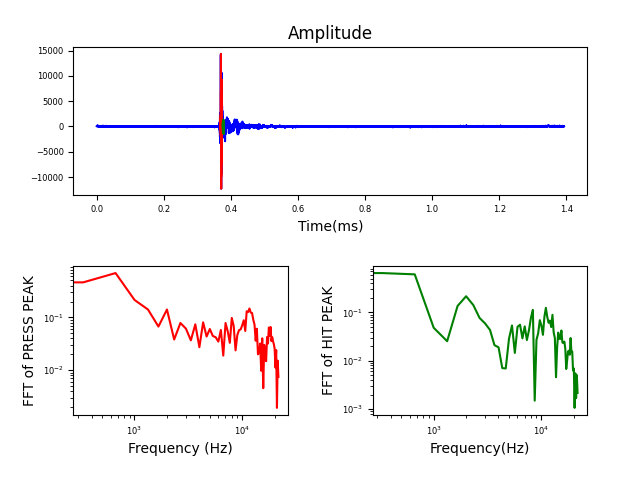 Amplitude
15000
10000
5000
0
−5000
−10000
0.0 0.2 0.4 0.6 0.8 1.0 1.2 1.4
Time(ms)
FFT of PRESS PEAK
10⁻¹
10⁻²
10³ 10⁴
Frequency (Hz)
FFT of HIT PEAK
10⁻¹
10⁻²
10⁻³
10³ 10⁴
Frequency(Hz)